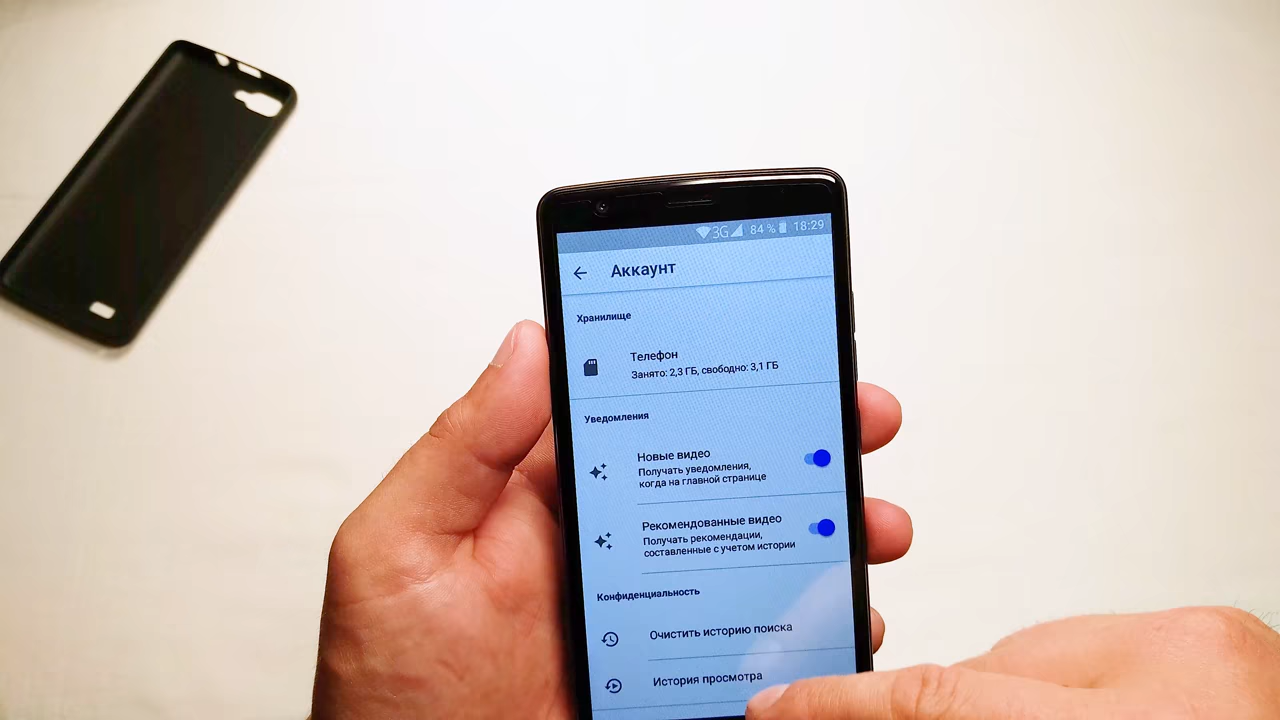 3G 84 % 18:29
Аккаунт
Хранилище
Телефон
Занято: 2,3 ГБ, свободно: 3,1 ГБ
Уведомления
Новые видео
Получать уведомления,
когда на главной странице
Рекомендованные видео
Получать рекомендации,
составленные с учетом истории
Конфиденциальность
Очистить историю поиска
История просмотра